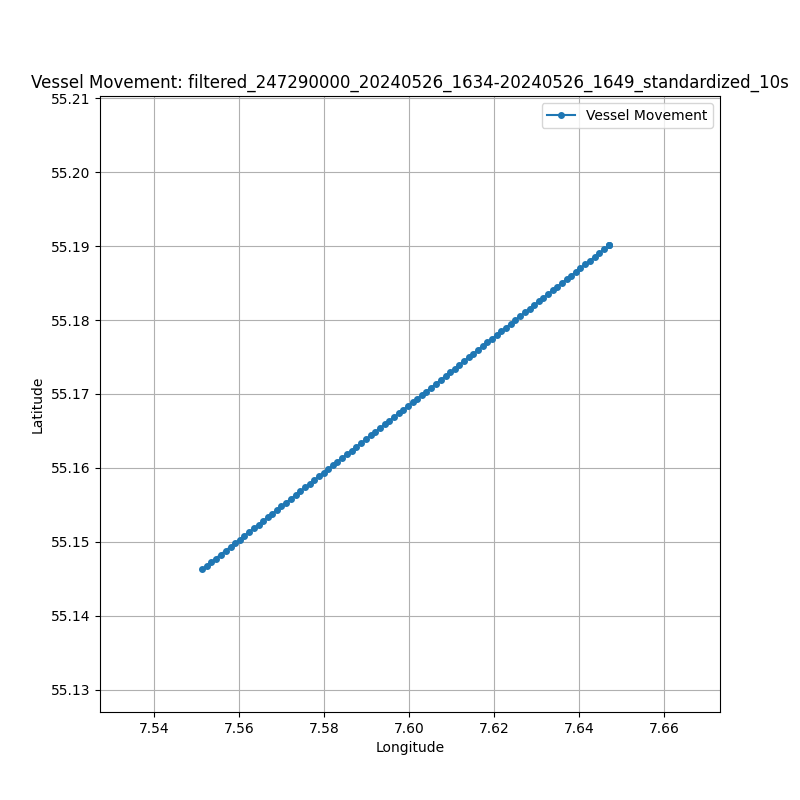 Vessel Movement: filtered_247290000_20240526_1634-20240526_1649_standardized_10s
Vessel Movement
55.21
55.20
55.19
55.18
55.17
55.16
55.15
55.14
55.13
Latitude
7.54 7.56 7.58 7.60 7.62 7.64 7.66
Longitude